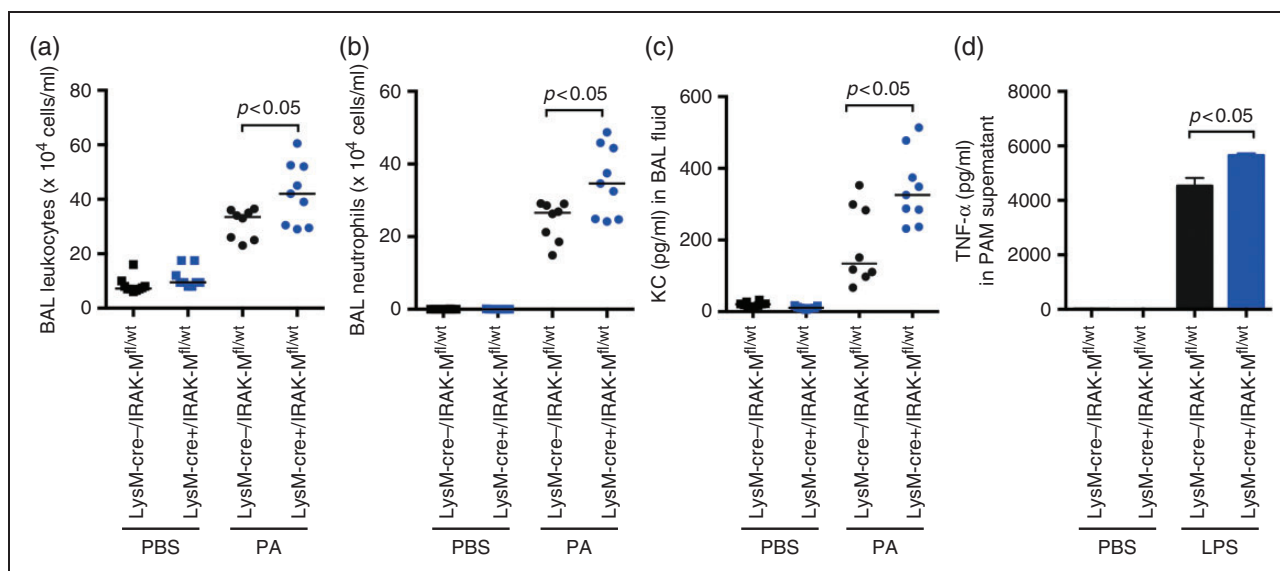 (a)
BAL leukocytes (x 10⁴ cells/ml)
80
60
40
20
0
p<0.05
LysM-cre–/IRAK-Mfl/wt
LysM-cre+/IRAK-Mfl/wt
LysM-cre–/IRAK-Mfl/wt
LysM-cre+/IRAK-Mfl/wt
PBS
PA
(b)
BAL neutrophils (x 10⁴ cells/ml)
60
40
20
0
p<0.05
LysM-cre–/IRAK-Mfl/wt
LysM-cre+/IRAK-Mfl/wt
LysM-cre–/IRAK-Mfl/wt
LysM-cre+/IRAK-Mfl/wt
PBS
PA
(c)
KC (pg/ml) in BAL fluid
600
400
200
0
p<0.05
LysM-cre–/IRAK-Mfl/wt
LysM-cre+/IRAK-Mfl/wt
LysM-cre–/IRAK-Mfl/wt
LysM-cre+/IRAK-Mfl/wt
PBS
PA
(d)
TNF-α (pg/ml)
in PAM supernatant
8000
6000
4000
2000
0
p<0.05
LysM-cre–/IRAK-Mfl/wt
LysM-cre+/IRAK-Mfl/wt
LysM-cre–/IRAK-Mfl/wt
LysM-cre+/IRAK-Mfl/wt
PBS
LPS